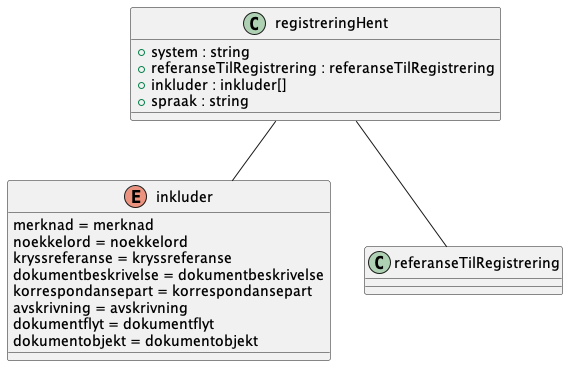 C registreringHent
system : string
referanseTilRegistrering : referanseTilRegistrering
inkluder : inkluder[]
spraak : string
E inkluder
merknad = merknad
noekkelord = noekkelord
kryssreferanse = kryssreferanse
dokumentbeskrivelse = dokumentbeskrivelse
korrespondansepart = korrespondansepart
avskrivning = avskrivning
dokumentflyt = dokumentflyt
dokumentobjekt = dokumentobjekt
C referanseTilRegistrering